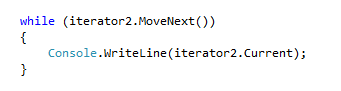 while (iterator2.MoveNext())
{
    Console.WriteLine(iterator2.Current);
}